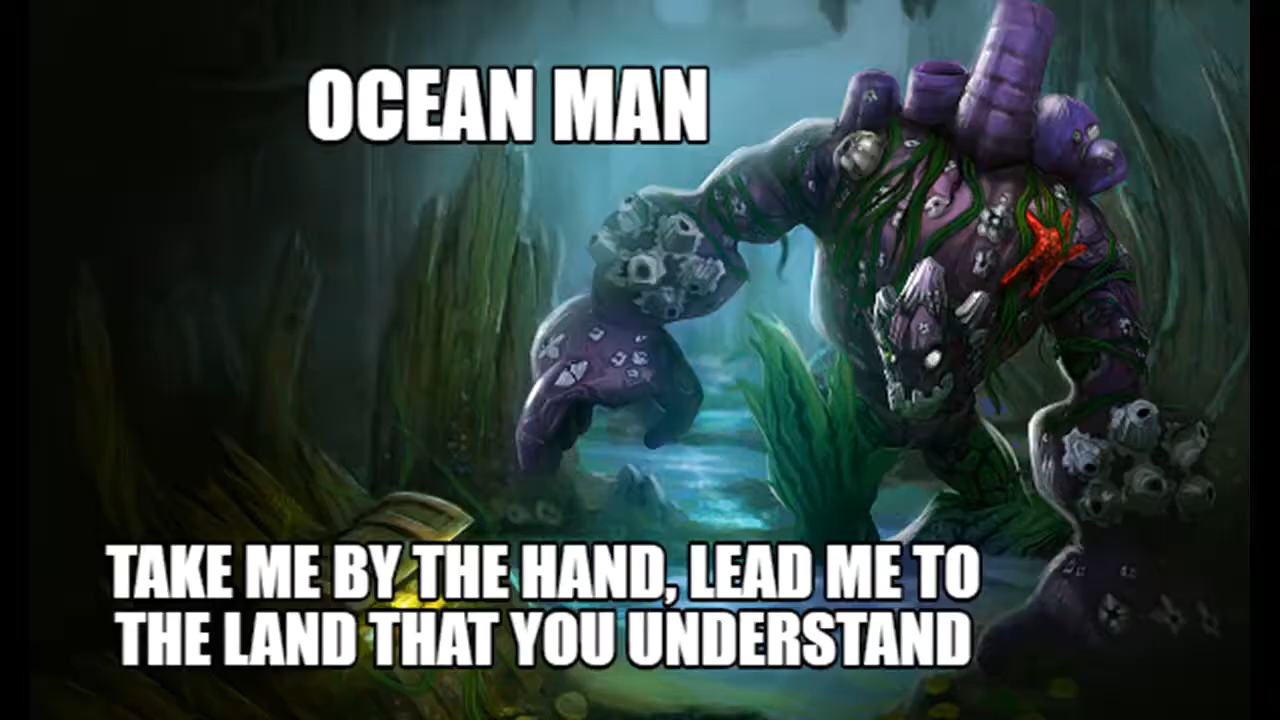 OCEAN MAN
TAKE ME BY THE HAND, LEAD ME TO
THE LAND THAT YOU UNDERSTAND